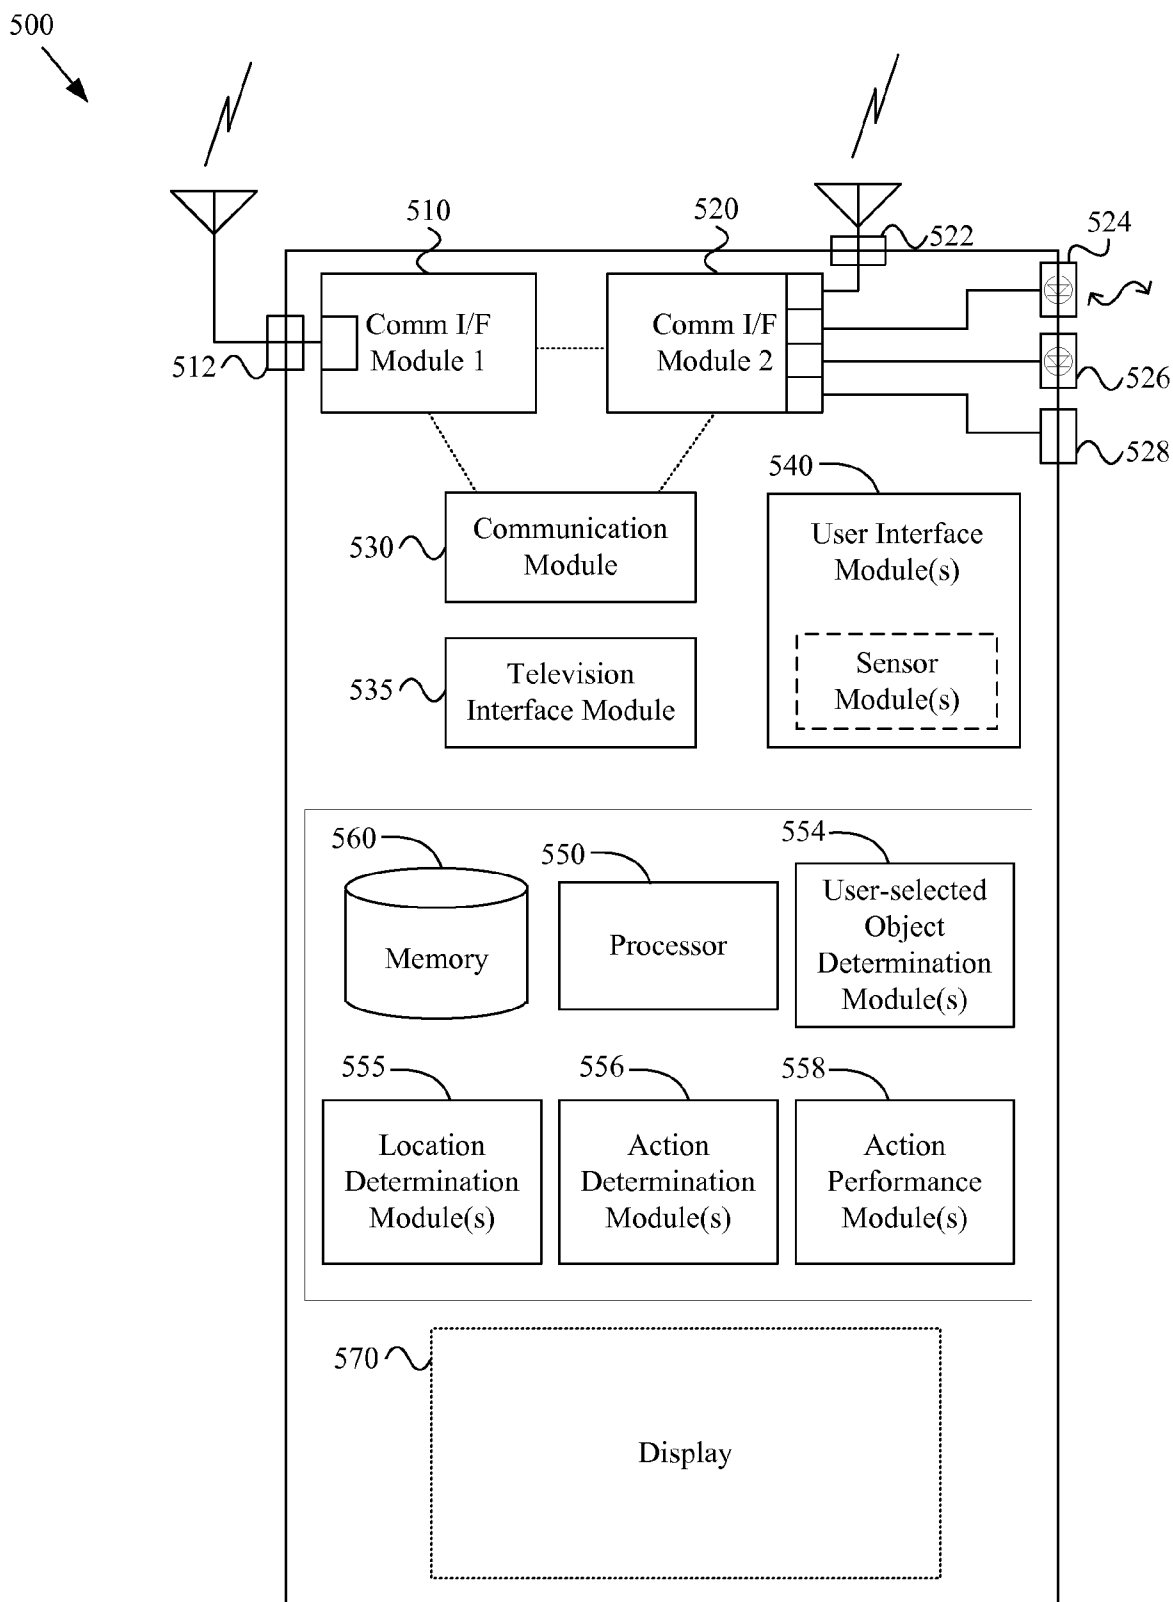 500
510
520
522
524
Comm I/F
Module 1
Comm I/F
Module 2
512
526
528
540
530
Communication
Module
User Interface
Module(s)
535
Television
Interface Module
Sensor
Module(s)
560
550
554
Memory
Processor
User-selected
Object
Determination
Module(s)
555
556
558
Location
Determination
Module(s)
Action
Determination
Module(s)
Action
Performance
Module(s)
570
Display